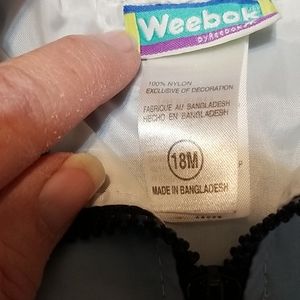 Weebok
by Reebok
100% NYLON
EXCLUSIVE OF DECORATION
FABRIQUE AU BANGLADESH
HECHO EN BANGLADESH
18M
P
MADE IN BANGLADESH